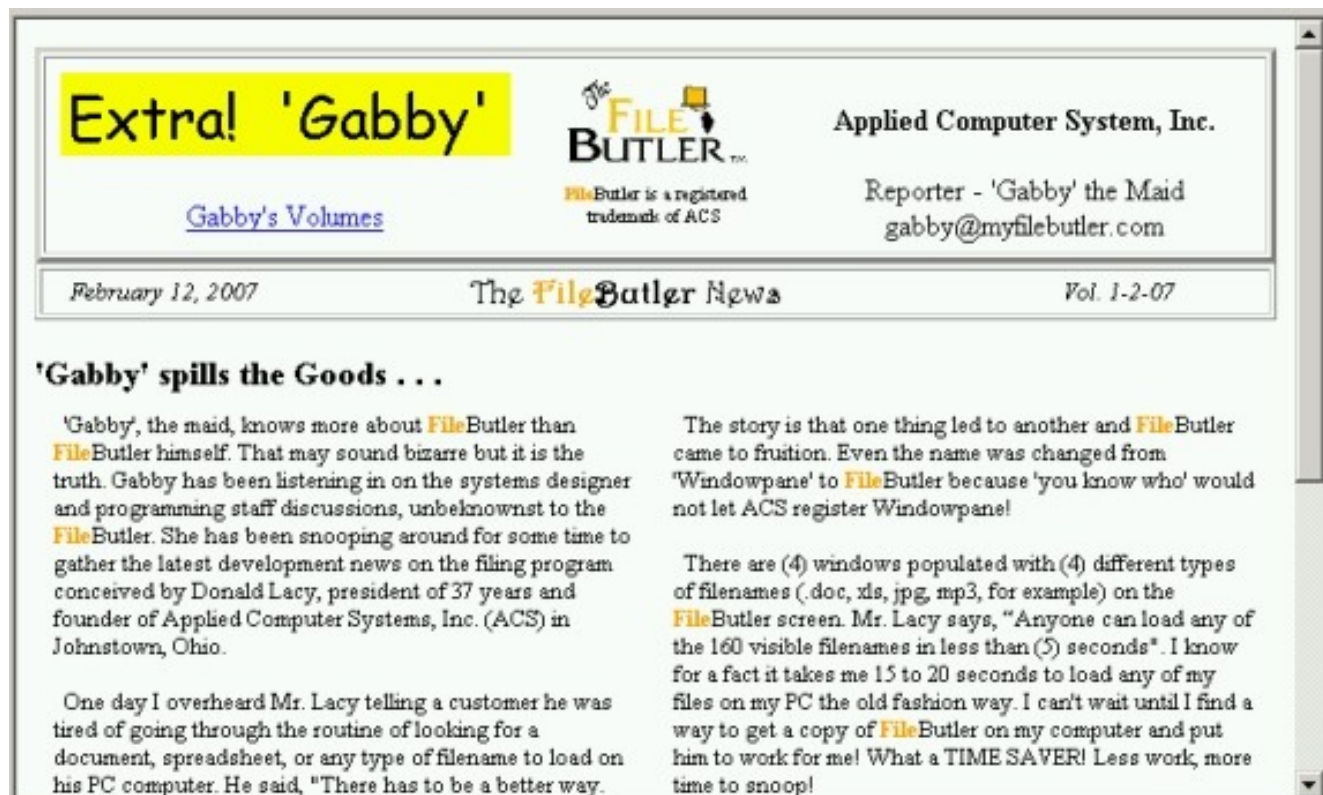 Extra! 'Gabby'
Gabby's Volumes
The
FILE
BUTLER TM
FileButler is a registered
trademark of ACS
Applied Computer System, Inc.
Reporter - 'Gabby' the Maid
gabby@myfilebutler.com
February 12, 2007
The FileButler News
Vol. 1-2-07
'Gabby' spills the Goods . . .
'Gabby', the maid, knows more about FileButler than
FileButler himself. That may sound bizarre but it is the
truth. Gabby has been listening in on the systems designer
and programming staff discussions, unbeknownst to the
FileButler. She has been snooping around for some time to
gather the latest development news on the filing program
conceived by Donald Lacy, president of 37 years and
founder of Applied Computer Systems, Inc. (ACS) in
Johnstown, Ohio.
One day I overheard Mr. Lacy telling a customer he was
tired of going through the routine of looking for a
document, spreadsheet, or any type of filename to load on
his PC computer. He said, "There has to be a better way.
The story is that one thing led to another and FileButler
came to fruition. Even the name was changed from
'Windowpane' to FileButler because 'you know who' would
not let ACS register Windowpane!
There are (4) windows populated with (4) different types
of filenames (.doc, xls, jpg, mp3, for example) on the
FileButler screen. Mr. Lacy says, “Anyone can load any of
the 160 visible filenames in less than (5) seconds". I know
for a fact it takes me 15 to 20 seconds to load any of my
files on my PC the old fashion way. I can't wait until I find a
way to get a copy of FileButler on my computer and put
him to work for me! What a TIME SAVER! Less work, more
time to snoop!